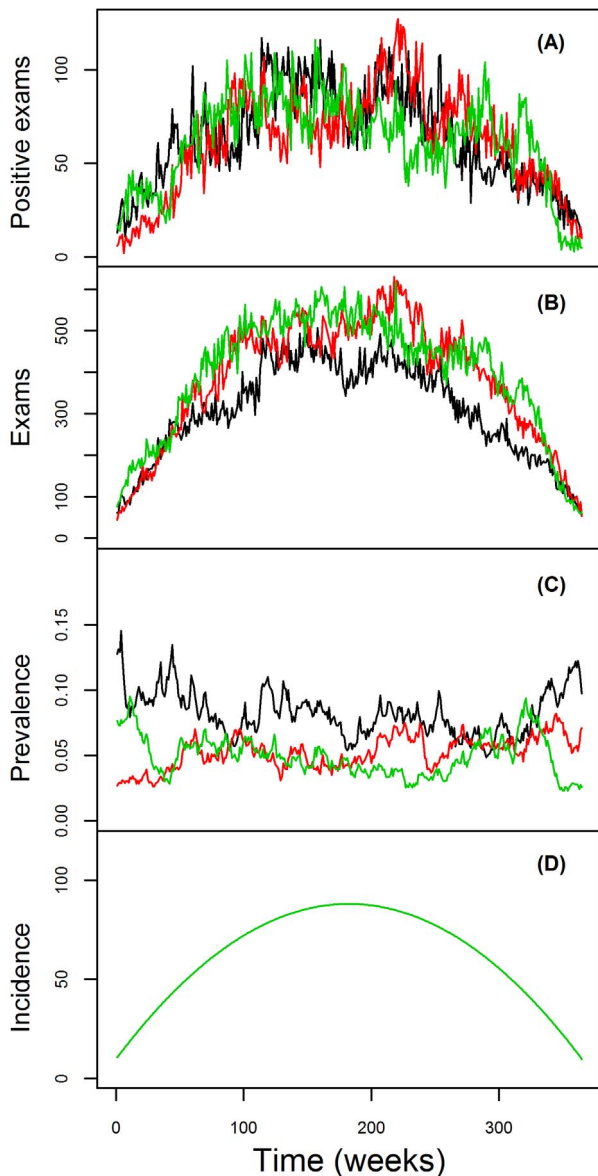 (A)
Positive exams
100
50
0
(B)
Exams
500
300
100
0
(C)
Prevalence
0.15
0.10
0.05
0.00
(D)
Incidence
100
50
0
0 100 200 300
Time (weeks)